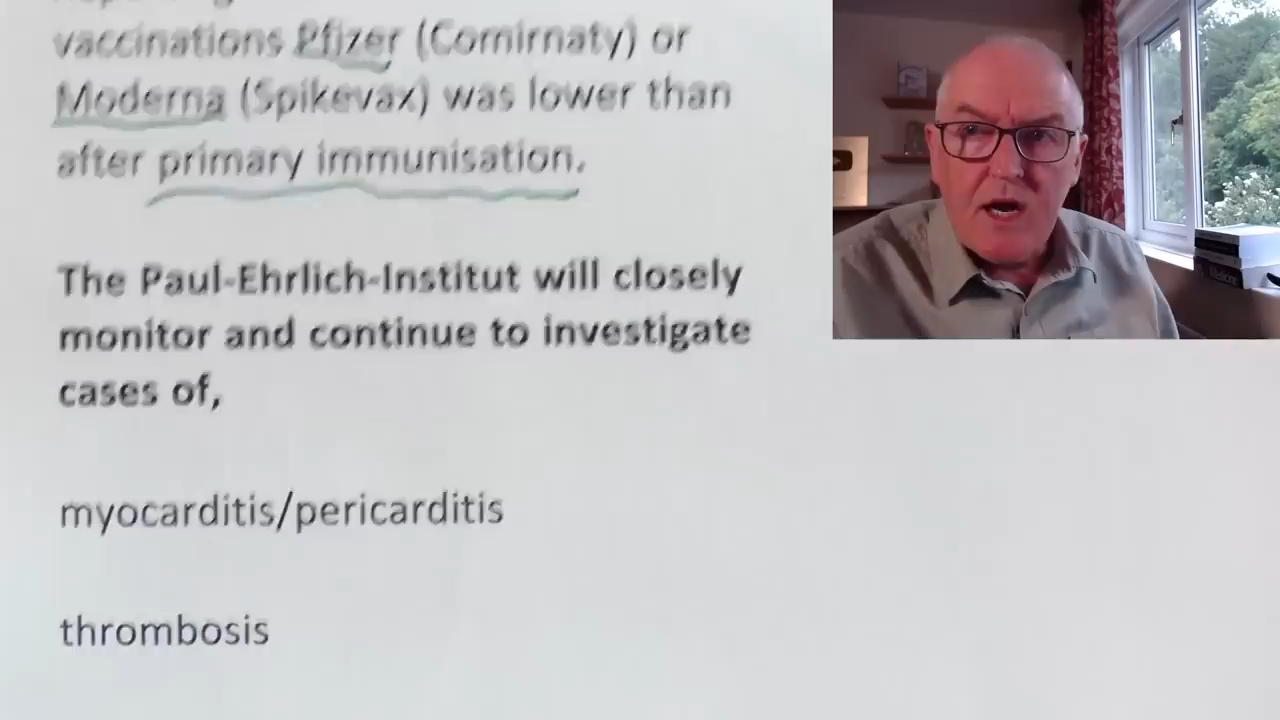 vaccinations Pfizer (Comirnaty) or
Moderna (Spikevax) was lower than
after primary immunisation.
The Paul-Ehrlich-Institut will closely
monitor and continue to investigate
cases of,
myocarditis/pericarditis
thrombosis